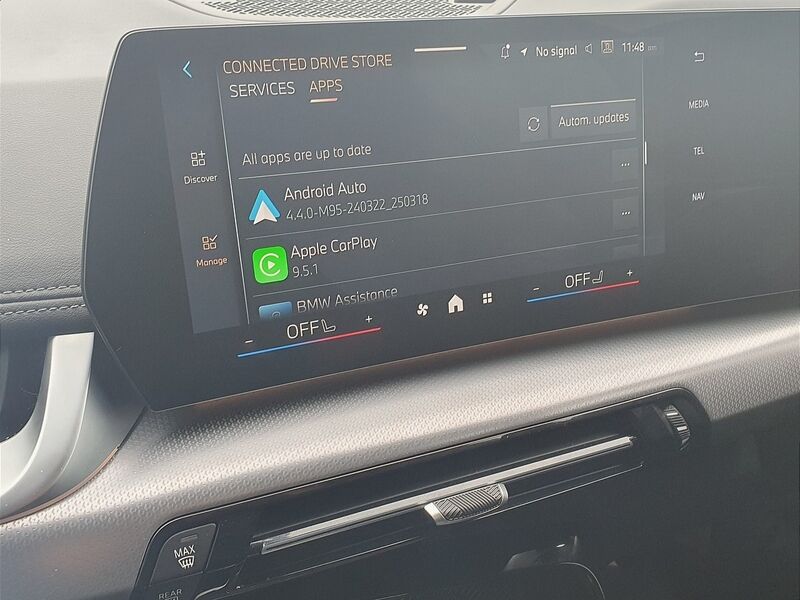 CONNECTED DRIVE STORE
No signal
11:48
SERVICES APPS
Autom. updates
All apps are up to date
Discover
Manage
Android Auto
4.4.0-M95-240322_250318
Apple CarPlay
9.5.1
BMW Assistance
OFF
OFF
MEDIA
TEL
NAV
MAX
REAR